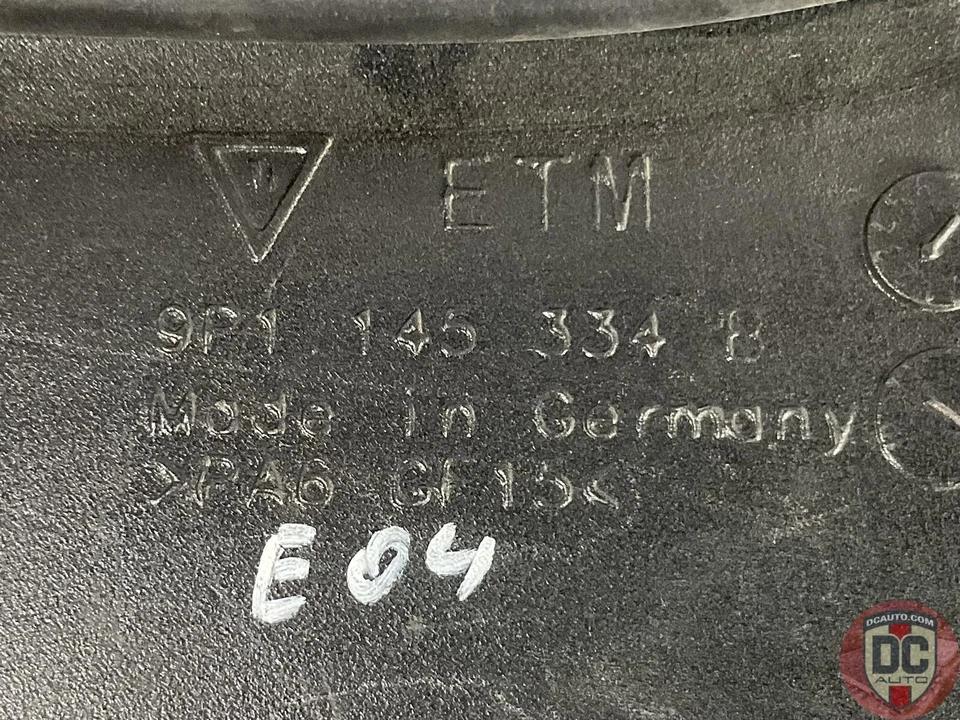 ETM
9P1 145 334 B
Made in Germany
>PA6 GF15<
E04
DCAUTO.COM
DC
AUTO